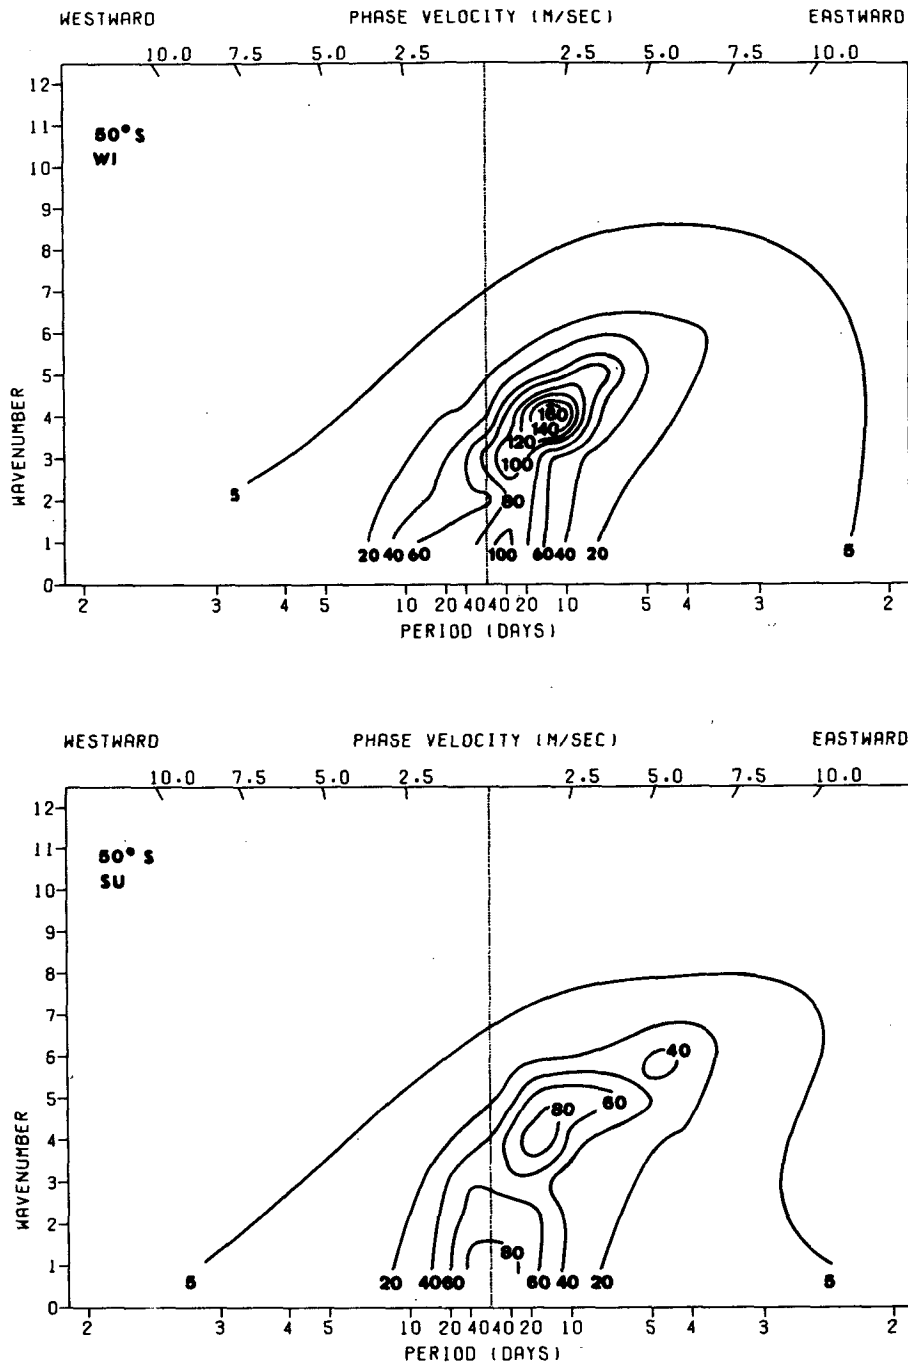 WESTWARD PHASE VELOCITY (M/SEC) EASTWARD
10.0 7.5 5.0 2.5 2.5 5.0 7.5 10.0
12
11
50° S
WI
10
9
8
7
6
5
4
3
2
1
0
WAVENUMBER
160
140
120
100
80
5
20 40 60 100 60 40 20 5
2 3 4 5 10 20 40 40 20 10 5 4 3 2
PERIOD (DAYS)
WESTWARD PHASE VELOCITY (M/SEC) EASTWARD
10.0 7.5 5.0 2.5 2.5 5.0 7.5 10.0
12
11
50° S
SU
10
9
8
7
6
5
4
3
2
1
0
WAVENUMBER
40
80 60
80
5 20 40 60 60 40 20 5
2 3 4 5 10 20 40 40 20 10 5 4 3 2
PERIOD (DAYS)